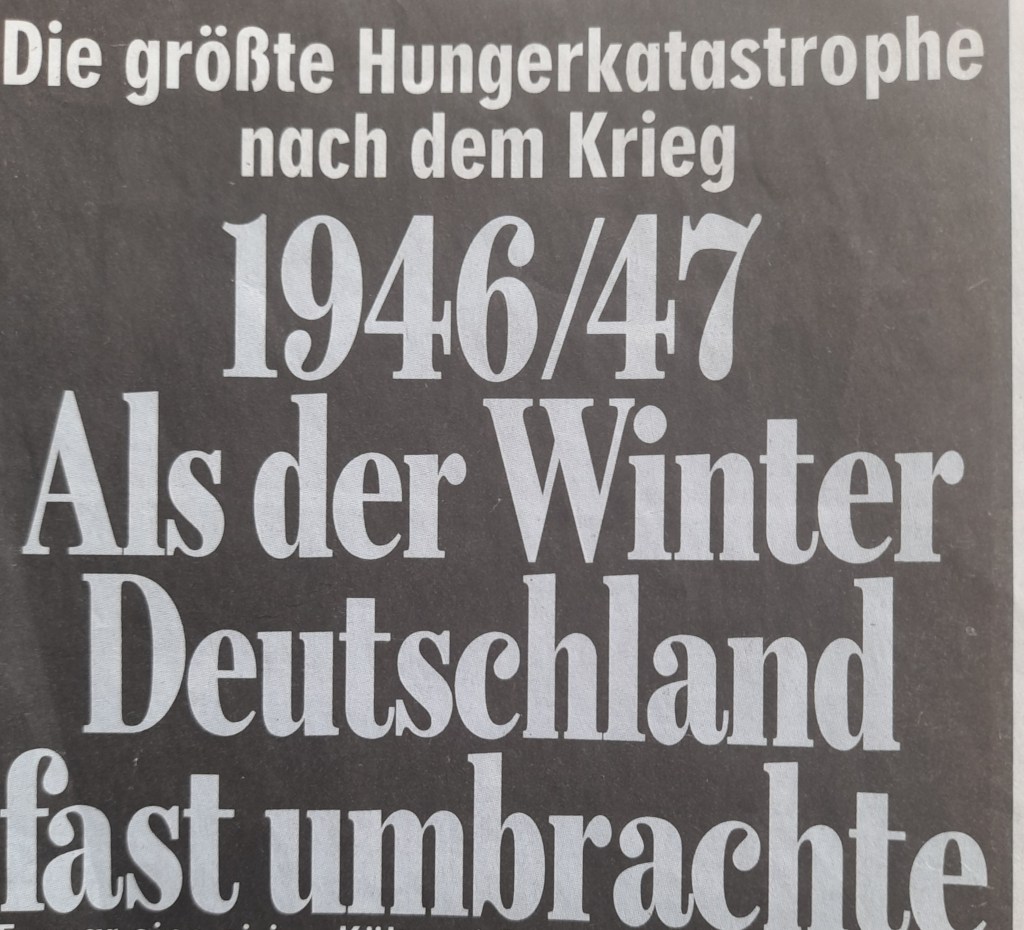 Die größte Hungerkatastrophe
nach dem Krieg
1946/47
Als der Winter
Deutschland
fast umbrachte